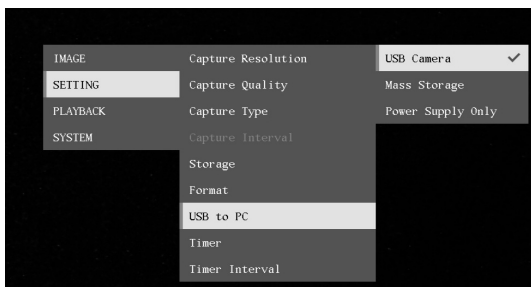 IMAGE
SETTING
PLAYBACK
SYSTEM
Capture Resolution
Capture Quality
Capture Type
Capture Interval
Storage
Format
USB to PC
Timer
Timer Interval
USB Camera
Mass Storage
Power Supply Only